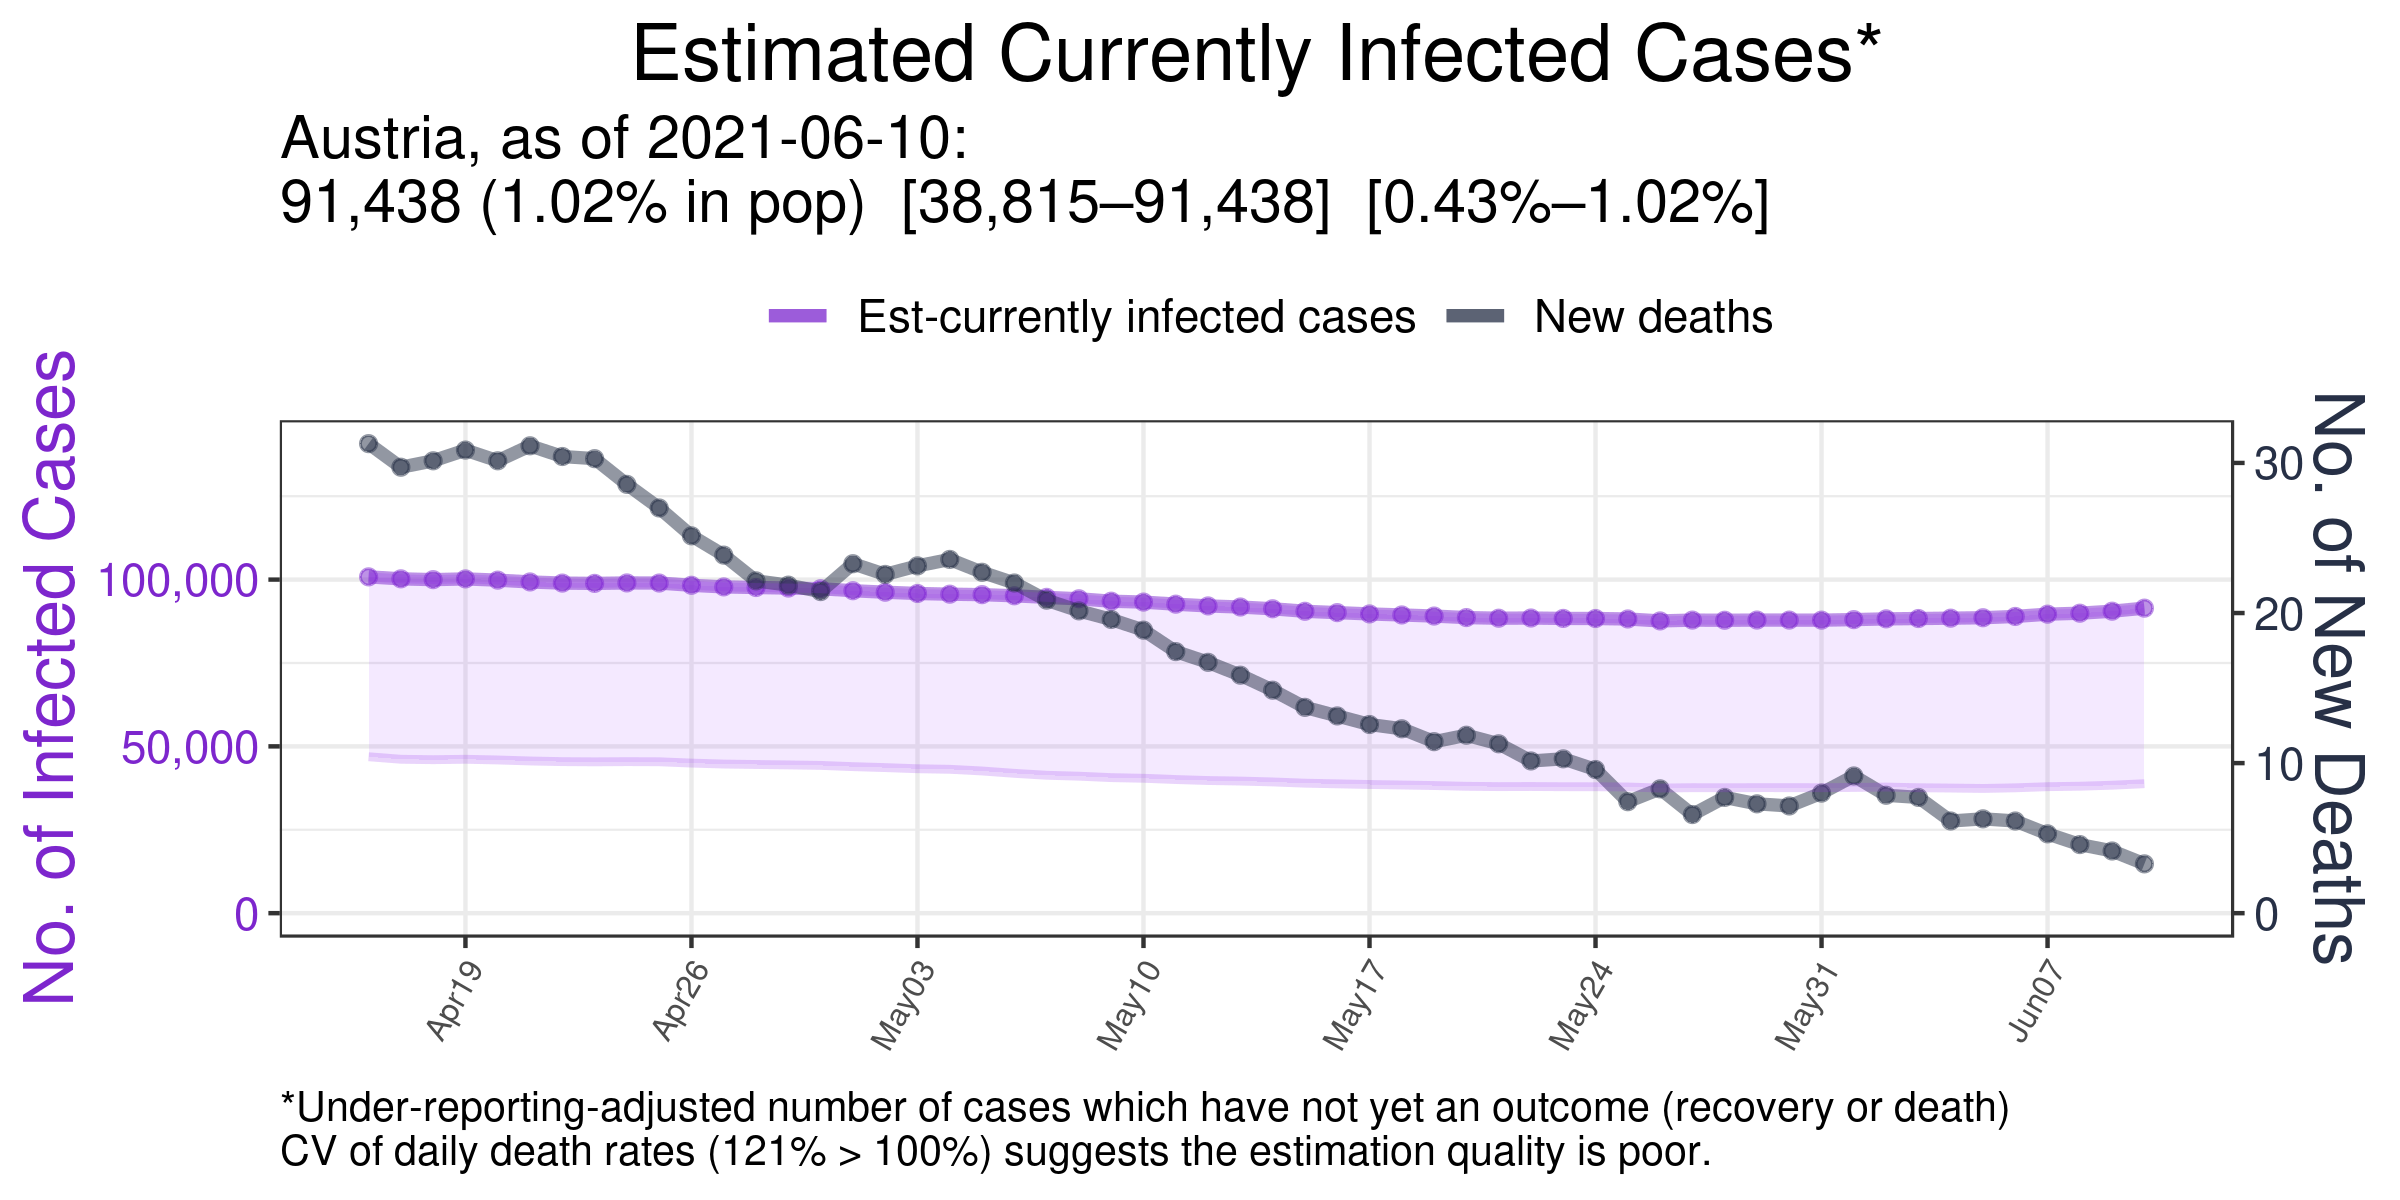 Estimated Currently Infected Cases*
Austria, as of 2021-06-10:
91,438 (1.02% in pop)  [38,815–91,438]  [0.43%–1.02%]
Est-currently infected cases
New deaths
No. of Infected Cases
100,000
50,000
0
30
20
10
0
No. of New Deaths
Apr19
Apr26
May03
May10
May17
May24
May31
Jun07
*Under-reporting-adjusted number of cases which have not yet an outcome (recovery or death)
CV of daily death rates (121% > 100%) suggests the estimation quality is poor.